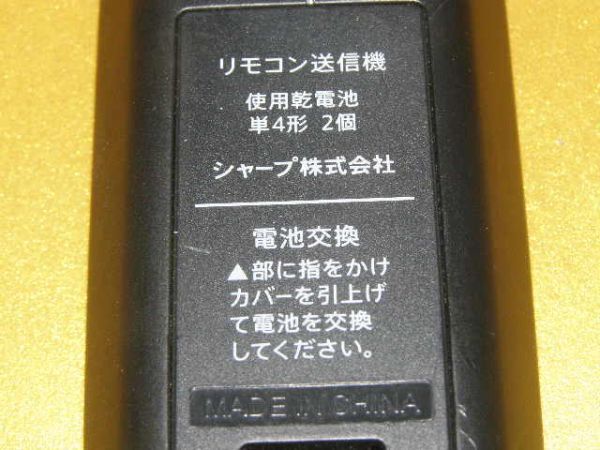 リモコン送信機
使用乾電池
単4形 2個
シャープ株式会社
電池交換
▲部に指をかけ
カバーを引上げ
て電池を交換
してください。
MADE IN CHINA